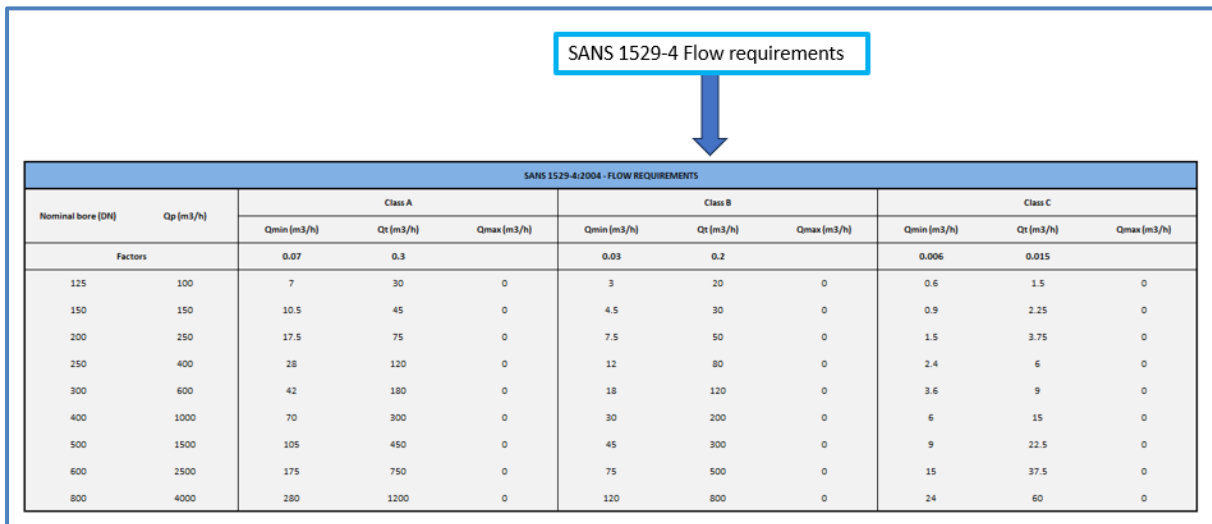 SANS 1529-4 Flow requirements
SANS 1529-4:2004 - FLOW REQUIREMENTS
Nominal bore (DN) Qp (m3/h) Class A Class B Class C
Qmin (m3/h) Qt (m3/h) Qmax (m3/h) Qmin (m3/h) Qt (m3/h) Qmax (m3/h) Qmin (m3/h) Qt (m3/h) Qmax (m3/h)
Factors 0.07 0.3 0.03 0.2 0.006 0.015
125 100 7 30 0 3 20 0 0.6 1.5 0
150 150 10.5 45 0 4.5 30 0 0.9 2.25 0
200 250 17.5 75 0 7.5 50 0 1.5 3.75 0
250 400 28 120 0 12 80 0 2.4 6 0
300 600 42 180 0 18 120 0 3.6 9 0
400 1000 70 300 0 30 200 0 6 15 0
500 1500 105 450 0 45 300 0 9 22.5 0
600 2500 175 750 0 75 500 0 15 37.5 0
800 4000 280 1200 0 120 800 0 24 60 0